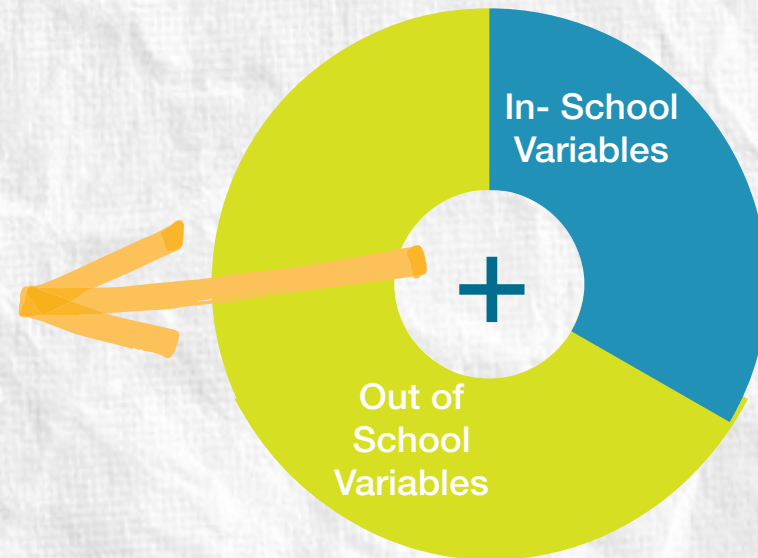 In- School
Variables
+
Out of
School
Variables